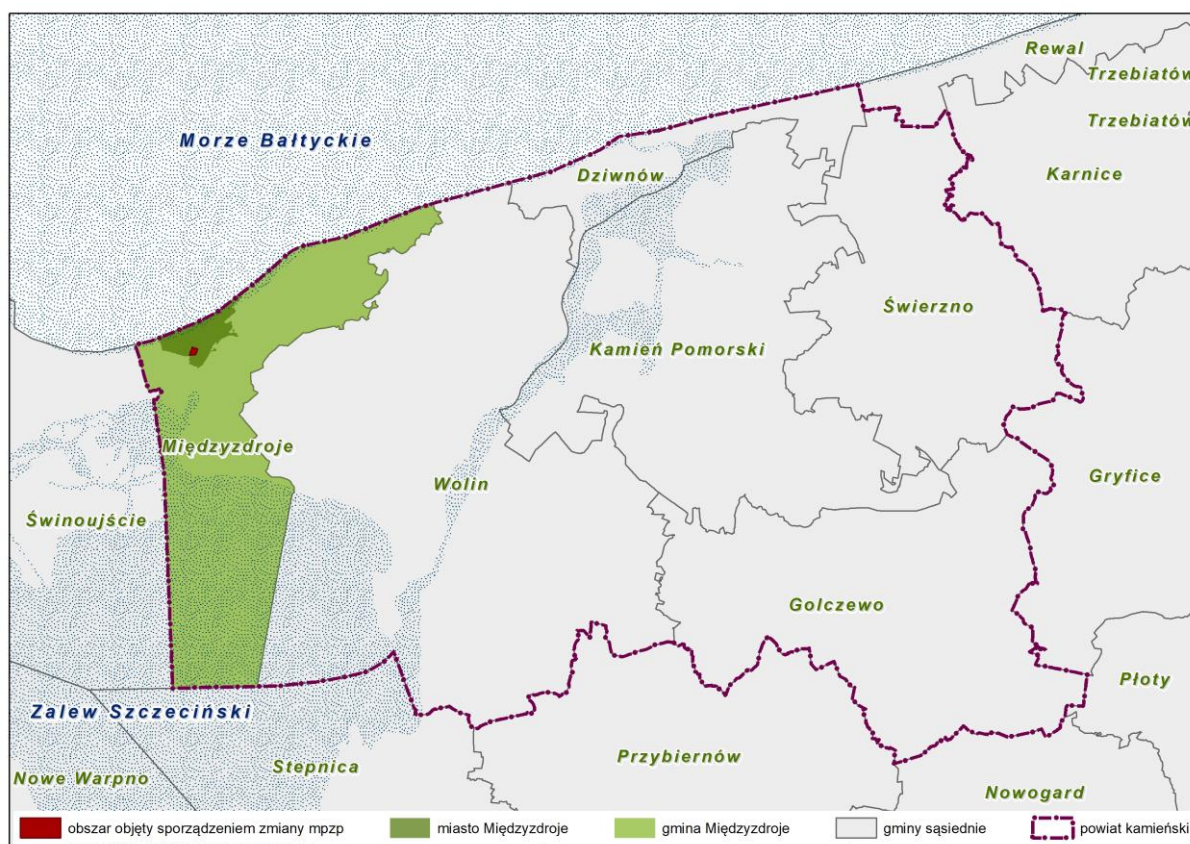 Rewal
Trzebiatów
Trzebiatów
Morze Bałtyckie
Dziwnów
Karnice
Świerzno
Kamień Pomorski
Międzyzdroje
Wolin
Gryfice
Świnoujście
Golczewo
Płoty
Zalew Szczeciński
Przybiernów
Stepnica
Nowe Warpno
Nowogard
obszar objęty sporządzeniem zmiany mpzp
miasto Międzyzdroje
gmina Międzyzdroje
gminy sąsiednie
powiat kamieński